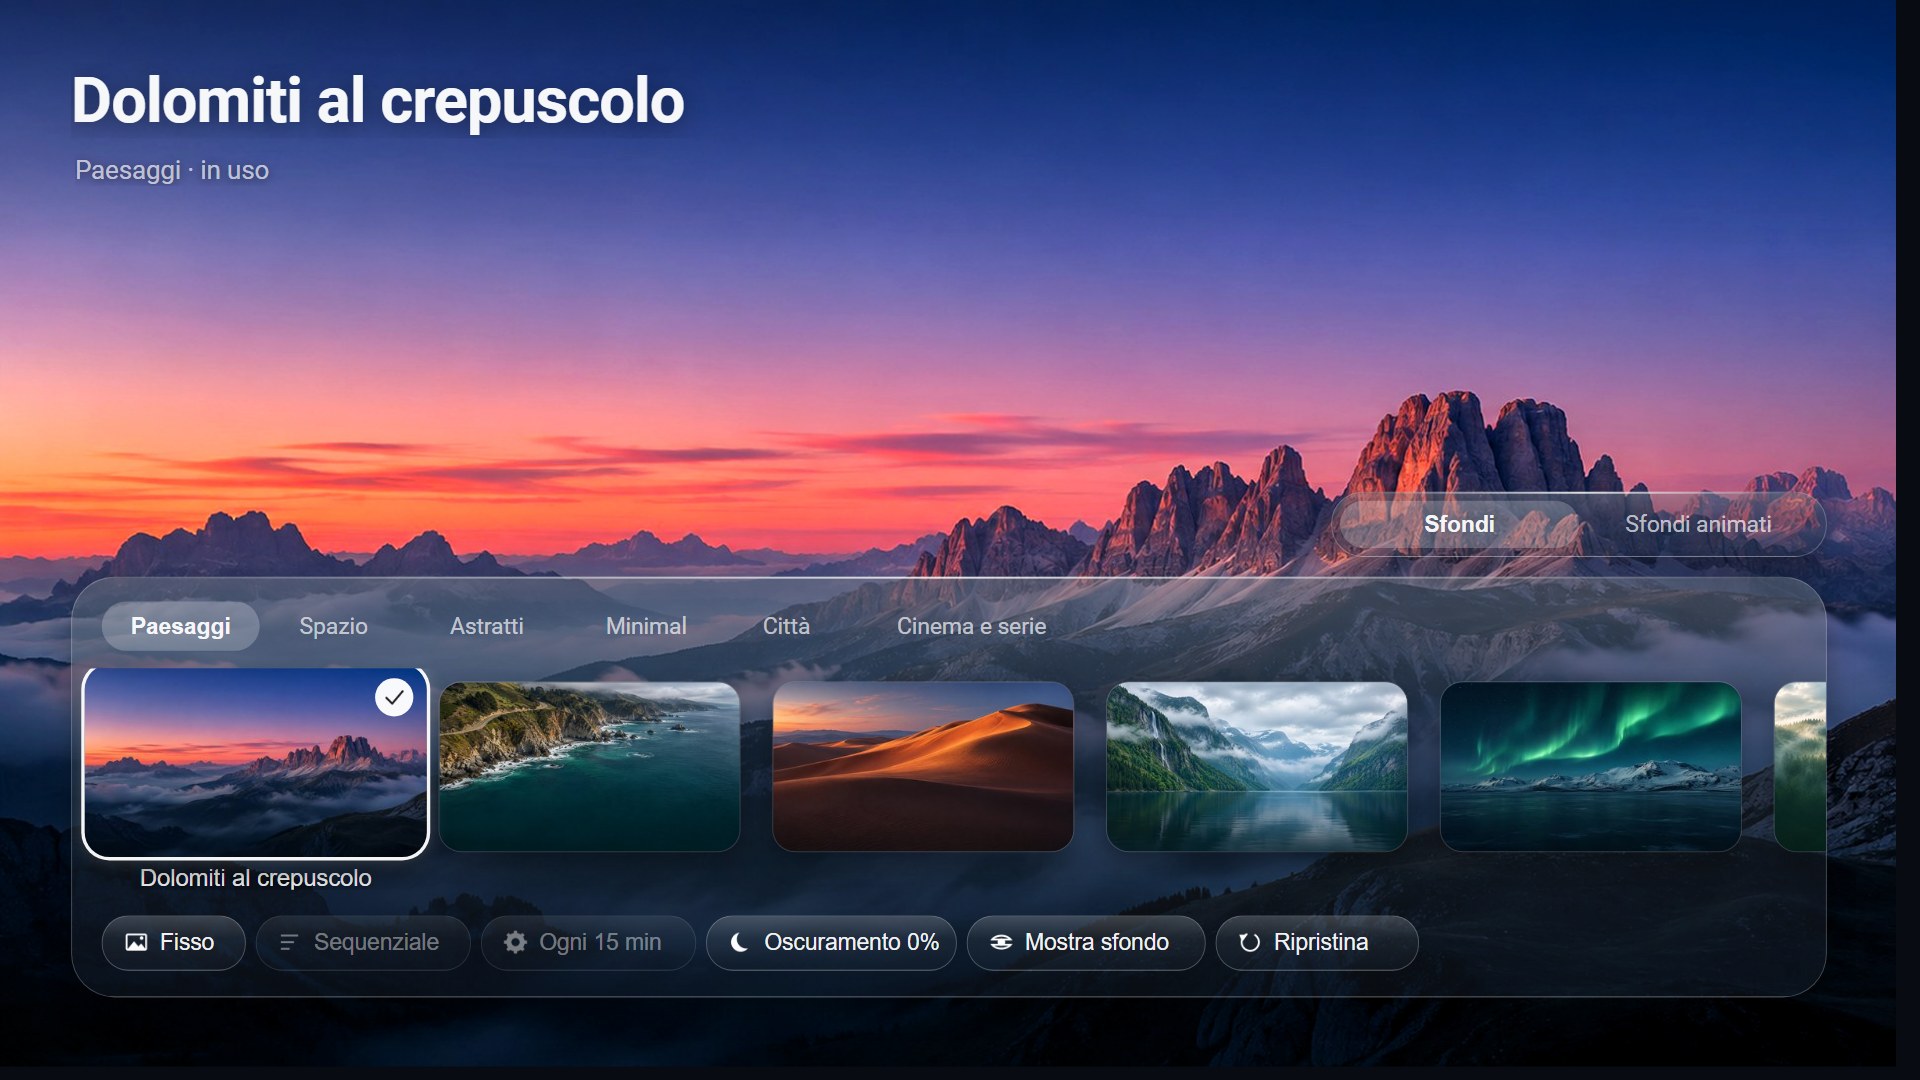 Dolomiti al crepuscolo
Paesaggi · in uso
Sfondi Sfondi animati
Paesaggi Spazio Astratti Minimal Città Cinema e serie
Dolomiti al crepuscolo
Fisso Sequenziale Ogni 15 min Oscuramento 0% Mostra sfondo Ripristina